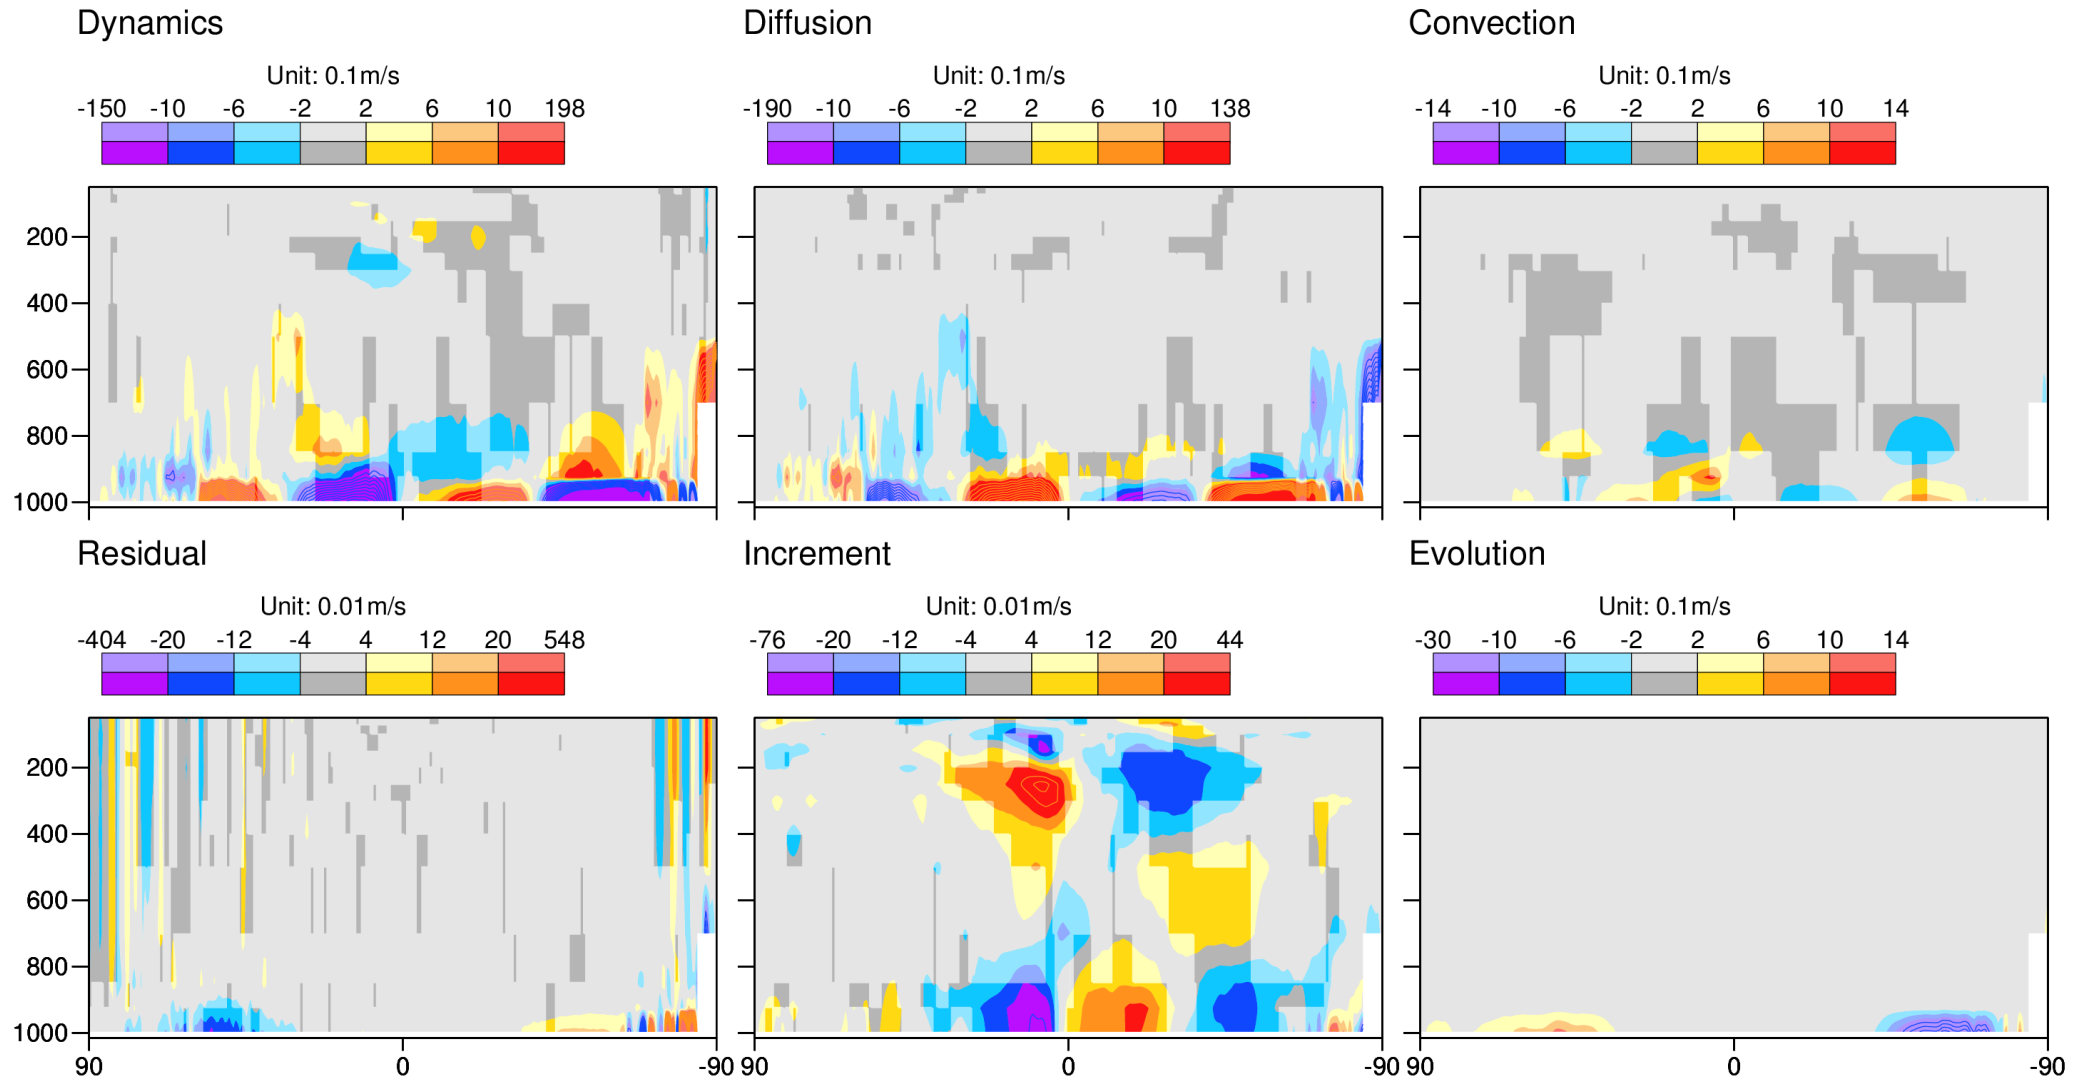 Dynamics
Diffusion
Convection
Unit: 0.1m/s
Unit: 0.1m/s
Unit: 0.1m/s
-150 -10 -6 -2 2 6 10 198
-190 -10 -6 -2 2 6 10 138
-14 -10 -6 -2 2 6 10 14
200
400
600
800
1000
Residual
Increment
Evolution
Unit: 0.01m/s
Unit: 0.01m/s
Unit: 0.1m/s
-404 -20 -12 -4 4 12 20 548
-76 -20 -12 -4 4 12 20 44
-30 -10 -6 -2 2 6 10 14
200
400
600
800
1000
90 0 -90
90 0 -90
90 0 -90